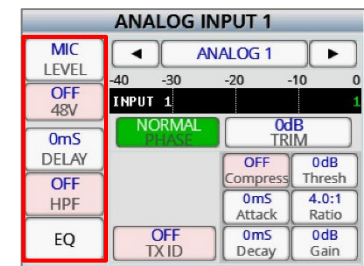 ANALOG INPUT 1
MIC
LEVEL
◄ ANALOG 1 ►
-40 -30 -20 -10 0
OFF
48V
INPUT 1 1
NORMAL
PHASE
0dB
TRIM
0mS
DELAY
OFF
Compress
0dB
Thresh
OFF
HPF
0mS
Attack
4.0:1
Ratio
EQ
OFF
TX ID
0mS
Decay
0dB
Gain